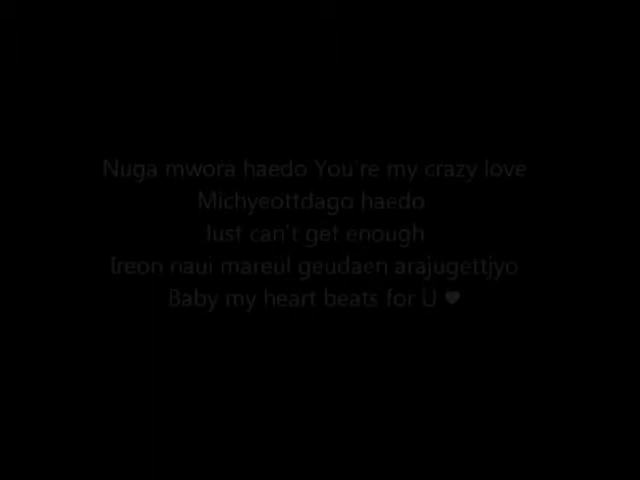 Nuga mwora haedo You're my crazy love
Michyeottdago haedo
Just can't get enough
Ireon naui mareul geudaen arajugettjyo
Baby my heart beats for U ♥